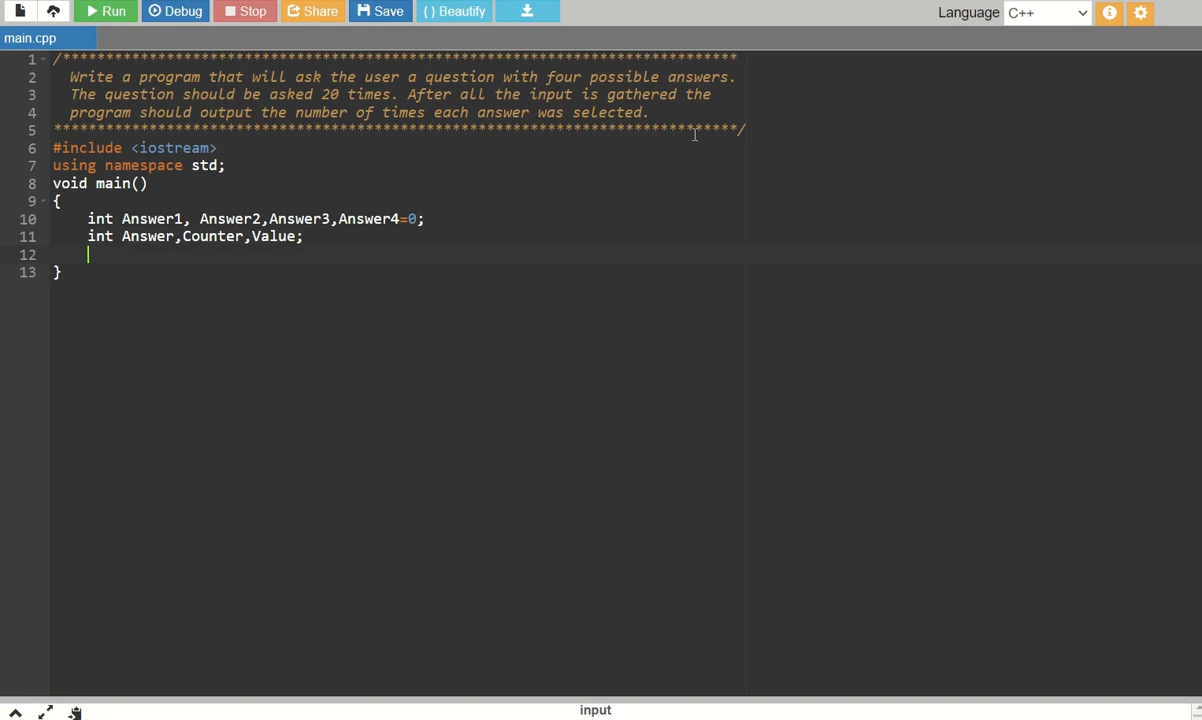 Run Debug Stop Share Save { } Beautify Language C++
main.cpp
1 /******************************************************************************
2 Write a program that will ask the user a question with four possible answers.
3 The question should be asked 20 times. After all the input is gathered the
4 program should output the number of times each answer was selected.
5 *******************************************************************************/
6 #include <iostream>
7 using namespace std;
8 void main()
9 {
10 int Answer1, Answer2,Answer3,Answer4=0;
11 int Answer,Counter,Value;
12
13 }
input